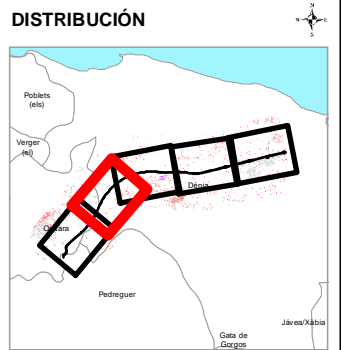 DISTRIBUCIÓN
N
S
Poblets
(els)
Verger
(el)
Dénia
Ondara
Pedreguer
Jávea/Xàbia
Gata de
Gorgos